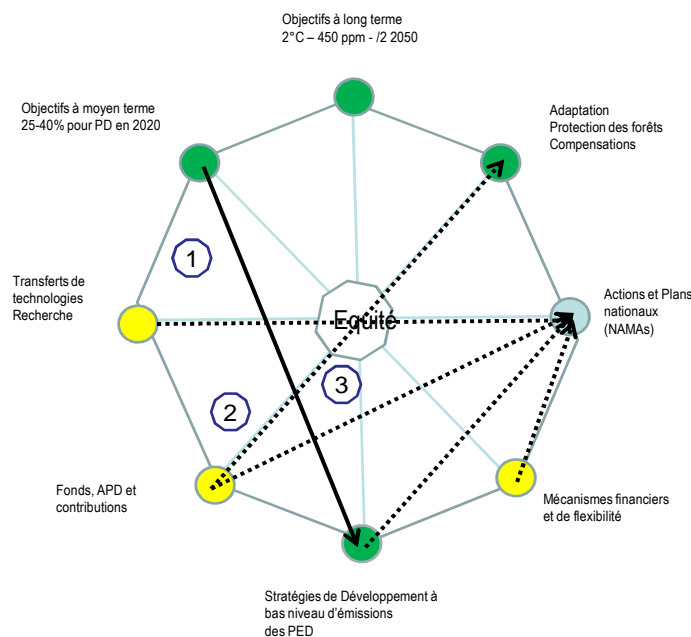 Objectifs à long terme
2°C – 450 ppm - /2 2050
Objectifs à moyen terme
25-40% pour PD en 2020
Adaptation
Protection des forêts
Compensations
1
Transferts de
technologies
Recherche
Equité
Actions et Plans
nationaux
(NAMAs)
2
3
Fonds, APD et
contributions
Mécanismes financiers
et de flexibilité
Stratégies de Développement à
bas niveau d’émissions
des PED